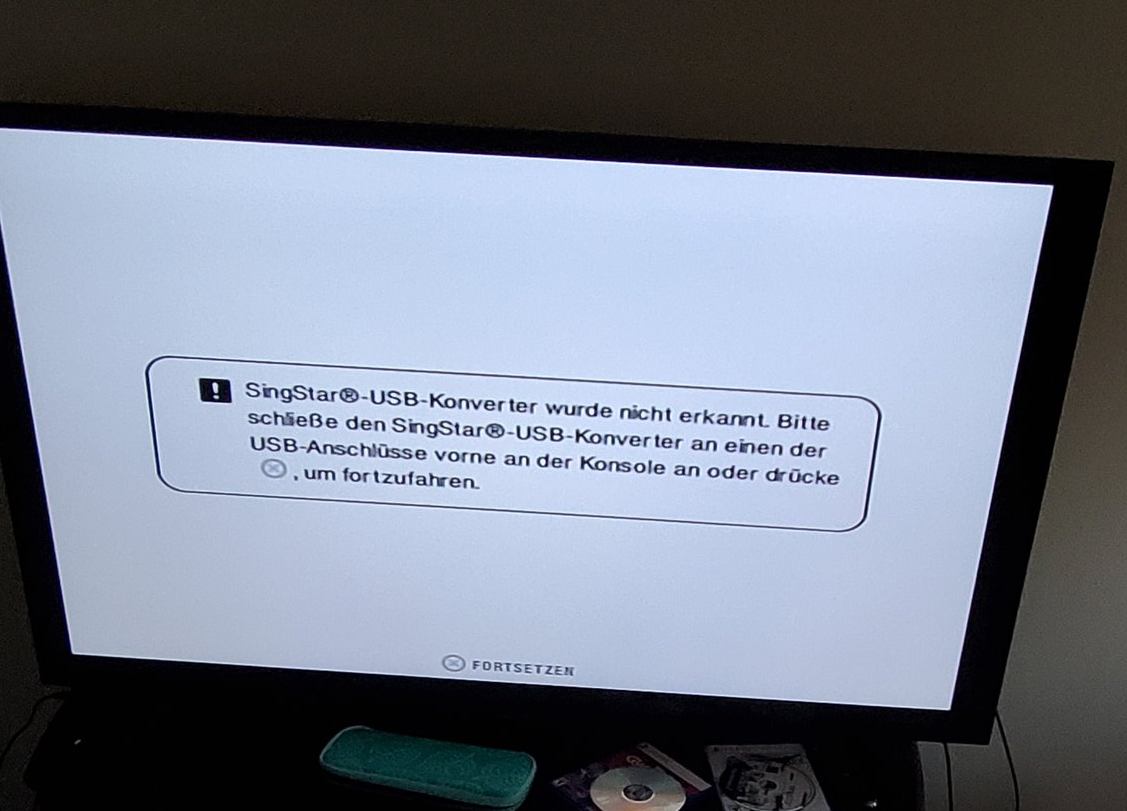 ! SingStar®-USB-Konverter wurde nicht erkannt. Bitte
schließe den SingStar®-USB-Konverter an einen der
USB-Anschlüsse vorne an der Konsole an oder drücke
ⓧ , um fortzufahren.
ⓧ FORTSETZEN